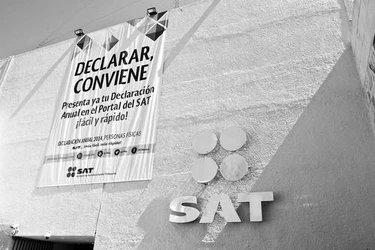 DECLARAR,
CONVIENE
Presenta ya tu Declaración
Anual en el Portal del SAT
¡fácil y rápido!
DECLARACIÓN ANUAL 2014, PERSONAS FÍSICAS
SAT
SAT